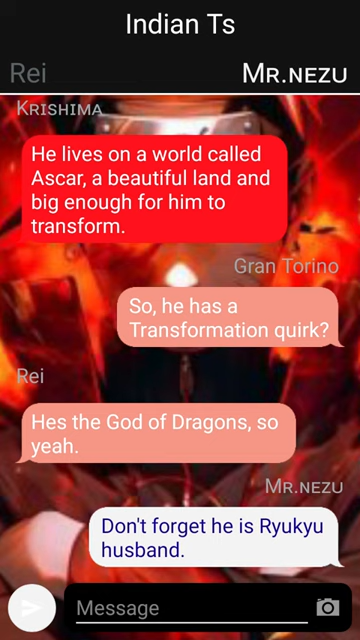 Indian Ts
Rei
Mr.nezu
Krishima
He lives on a world called
Ascar, a beautiful land and
big enough for him to
transform.
Gran Torino
So, he has a
Transformation quirk?
Rei
Hes the God of Dragons, so
yeah.
Mr.nezu
Don't forget he is Ryukyu
husband.
Message